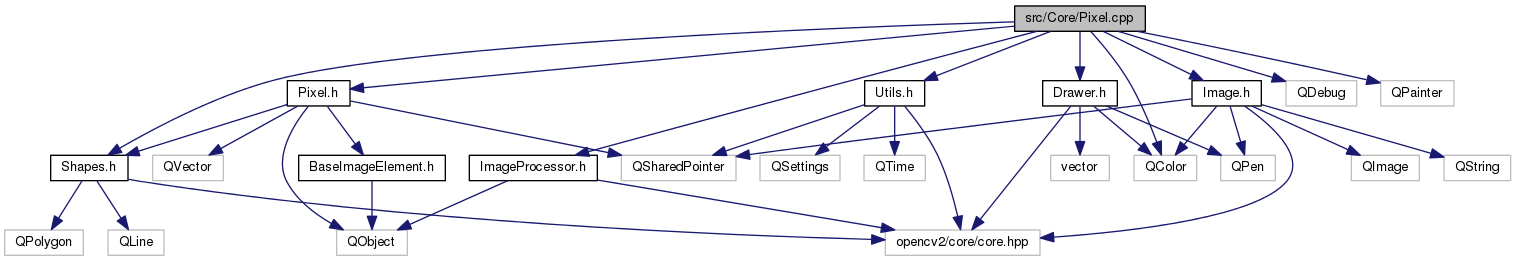 src/Core/Pixel.cpp
Pixel.h
Utils.h
Drawer.h
Image.h
QDebug
QPainter
Shapes.h
QVector
BaseImageElement.h
ImageProcessor.h
QSharedPointer
QSettings
QTime
vector
QColor
QPen
QImage
QString
QPolygon
QLine
QObject
opencv2/core/core.hpp